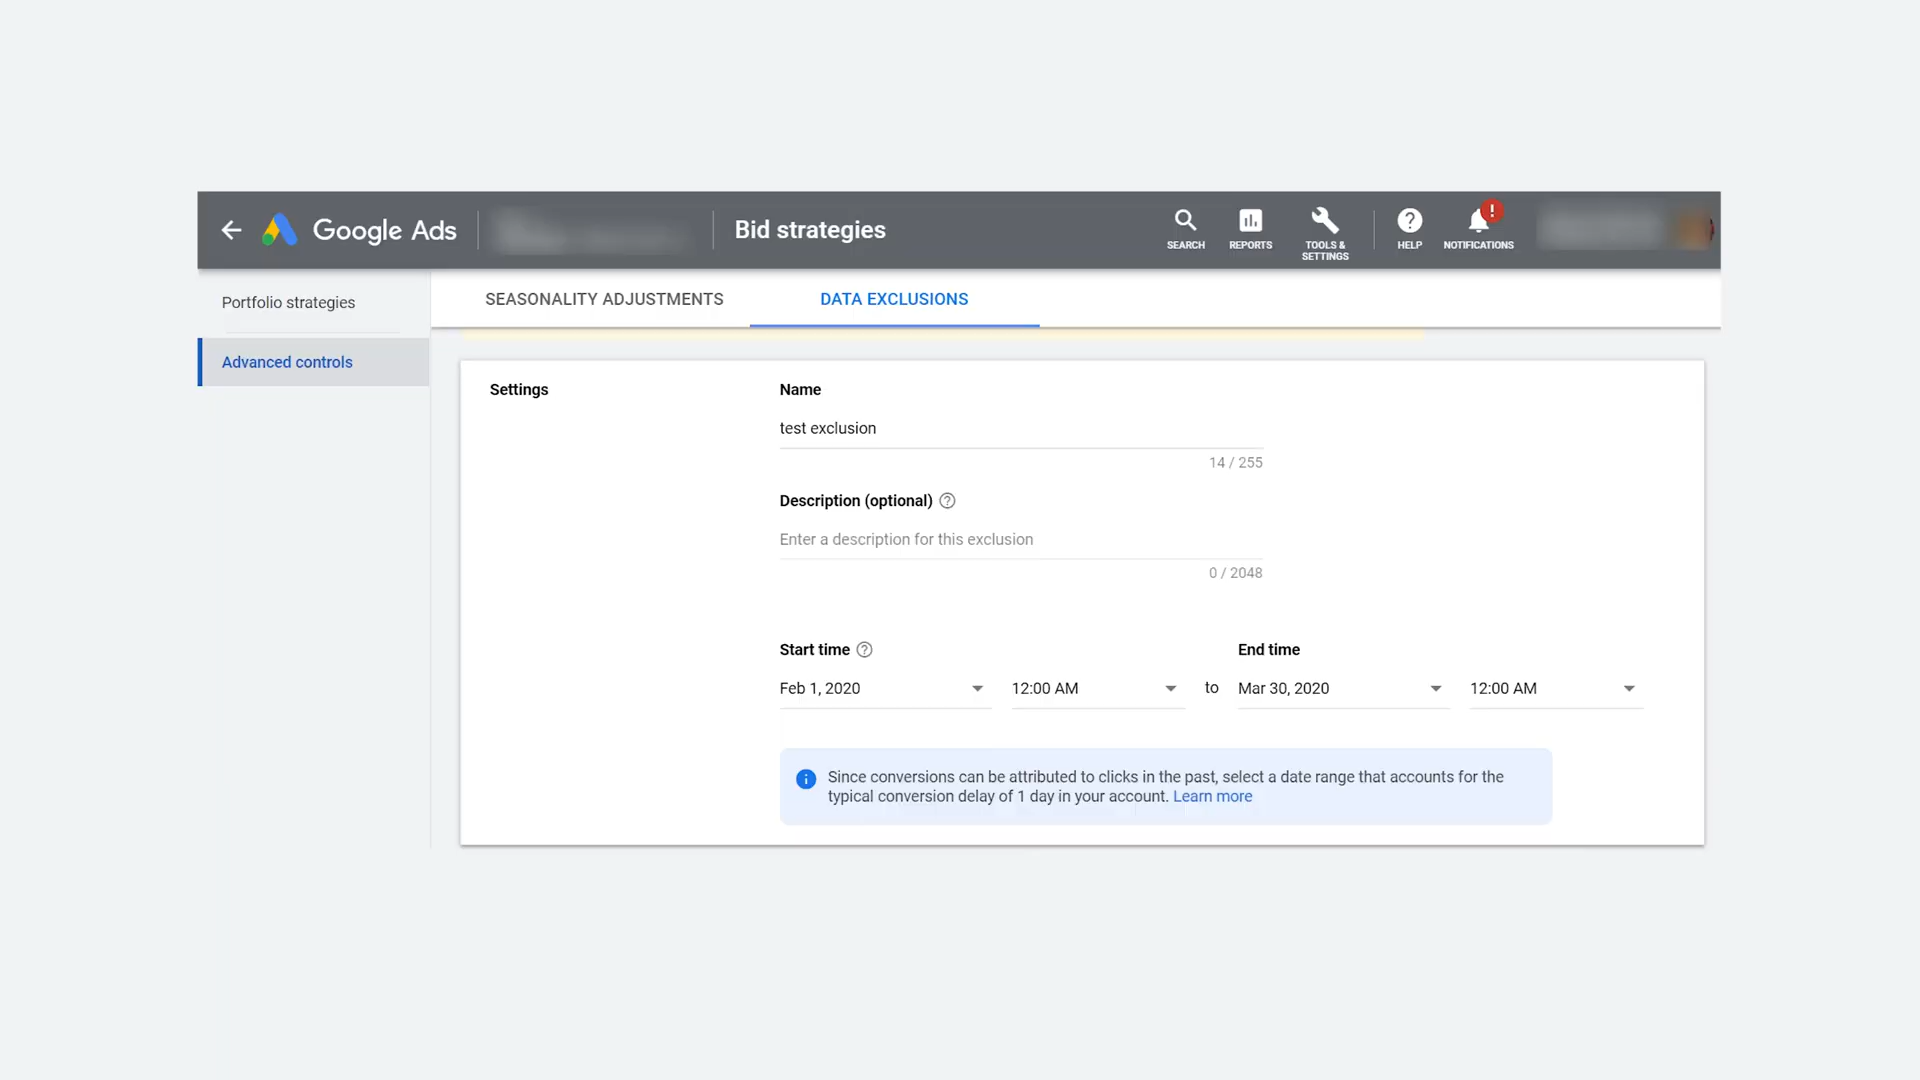 Google Ads
Bid strategies
SEARCH
REPORTS
TOOLS &
SETTINGS
HELP
NOTIFICATIONS
Portfolio strategies
Advanced controls
SEASONALITY ADJUSTMENTS
DATA EXCLUSIONS
Settings
Name
test exclusion
14 / 255
Description (optional)
Enter a description for this exclusion
0 / 2048
Start time
End time
Feb 1, 2020
12:00 AM
to
Mar 30, 2020
12:00 AM
Since conversions can be attributed to clicks in the past, select a date range that accounts for the
typical conversion delay of 1 day in your account. Learn more